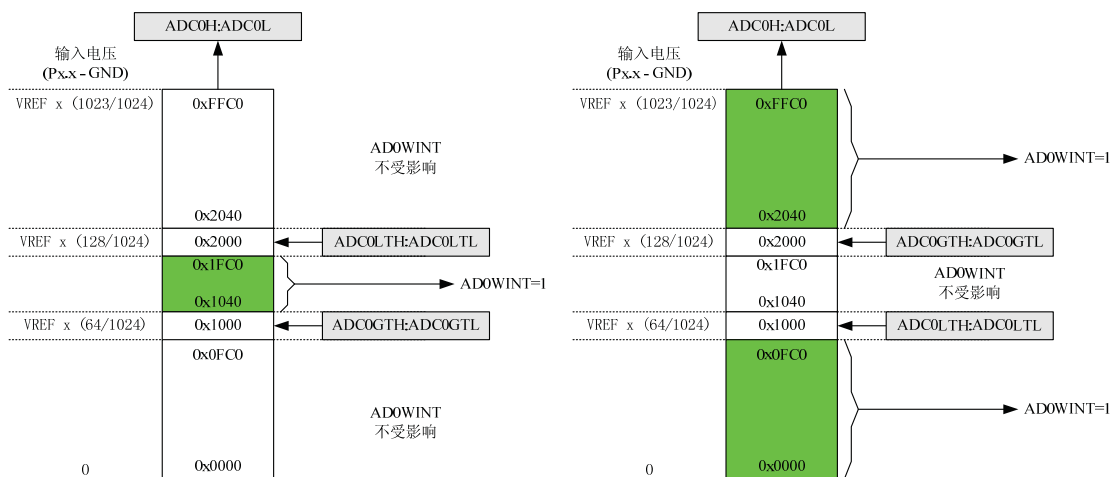 ADC0H:ADC0L
输入电压
(Px.x - GND)
VREF x (1023/1024)
0xFFC0
AD0WINT
不受影响
0x2040
VREF x (128/1024)
0x2000
ADC0LTH:ADC0LTL
0x1FC0
AD0WINT=1
0x1040
VREF x (64/1024)
0x1000
ADC0GTH:ADC0GTL
0x0FC0
AD0WINT
不受影响
0
0x0000
ADC0H:ADC0L
输入电压
(Px.x - GND)
VREF x (1023/1024)
0xFFC0
AD0WINT=1
0x2040
VREF x (128/1024)
0x2000
ADC0GTH:ADC0GTL
0x1FC0
AD0WINT
不受影响
0x1040
VREF x (64/1024)
0x1000
ADC0LTH:ADC0LTL
0x0FC0
AD0WINT=1
0
0x0000